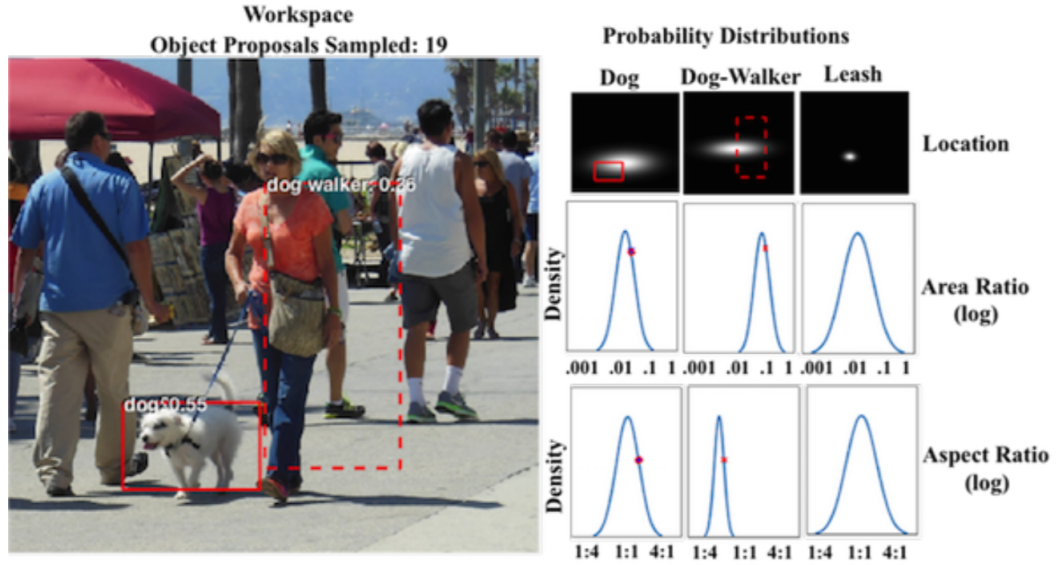 Workspace
Object Proposals Sampled: 19
dog walker: 0.36
dog: 0.55
Probability Distributions
Dog Dog-Walker Leash
Location
Density
Area Ratio
(log)
.001 .01 .1 1 .001 .01 .1 1 .001 .01 .1 1
Density
Aspect Ratio
(log)
1:4 1:1 4:1 1:4 1:1 4:1 1:4 1:1 4:1